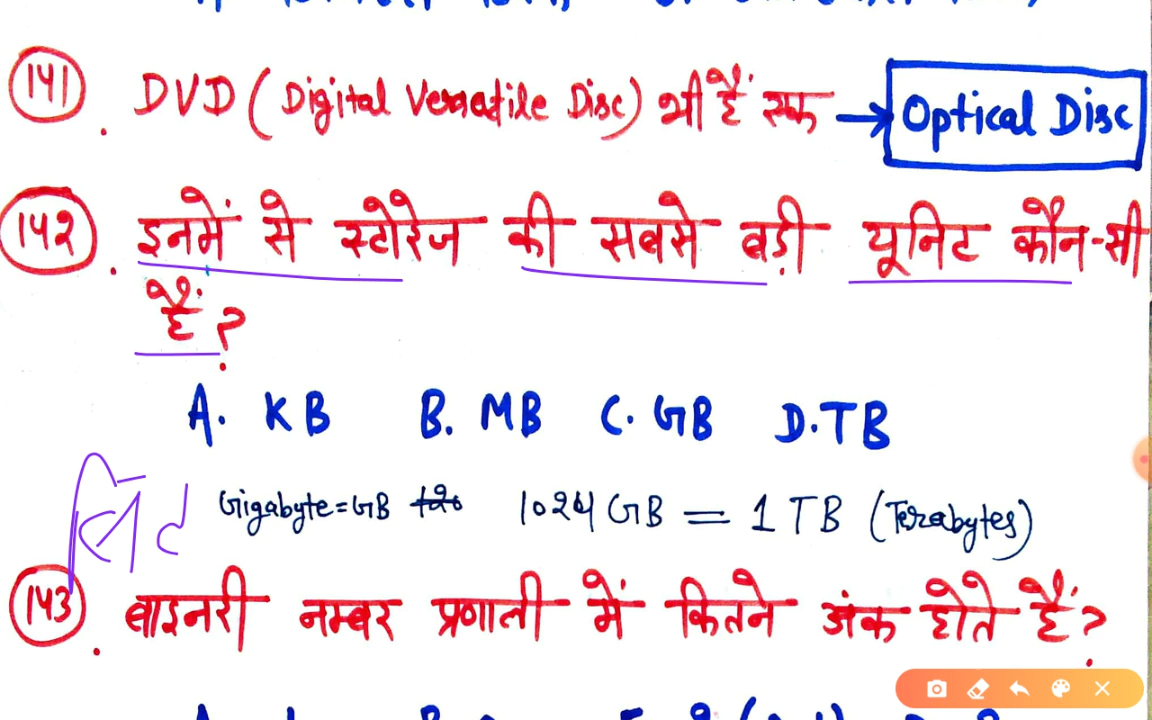 141. DVD ( Digital Versatile Disc) भी है एक → Optical Disc
142. इनमें से स्टोरेज की सबसे बड़ी यूनिट कौन-सी
हैं?
A. KB B. MB C. GB D. TB
Gigabyte=GB 1024 GB = 1 TB (Terabytes)
143. बाइनरी नम्बर प्रणाली में कितने अंक होते हैं?